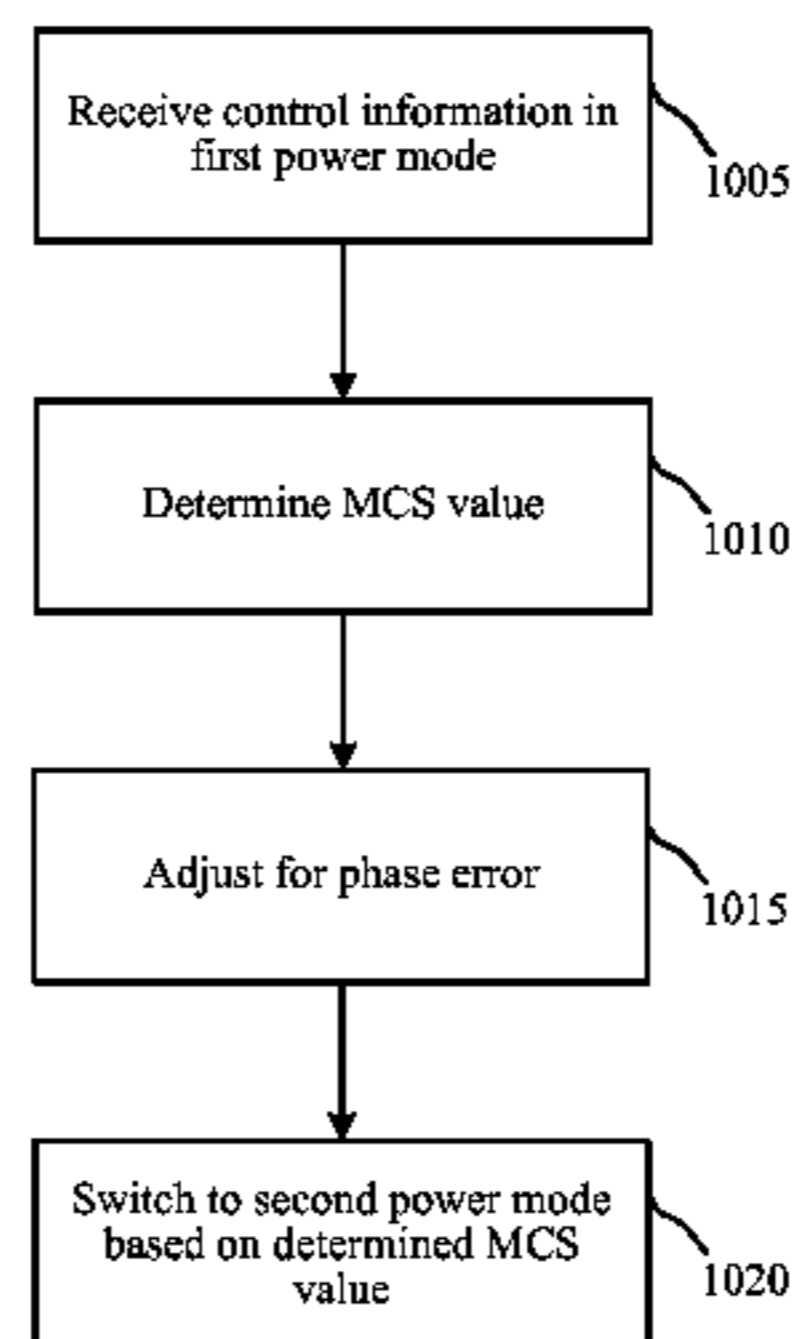 Receive control information in
first power mode
1005
Determine MCS value
1010
Adjust for phase error
1015
Switch to second power mode
based on determined MCS
value
1020